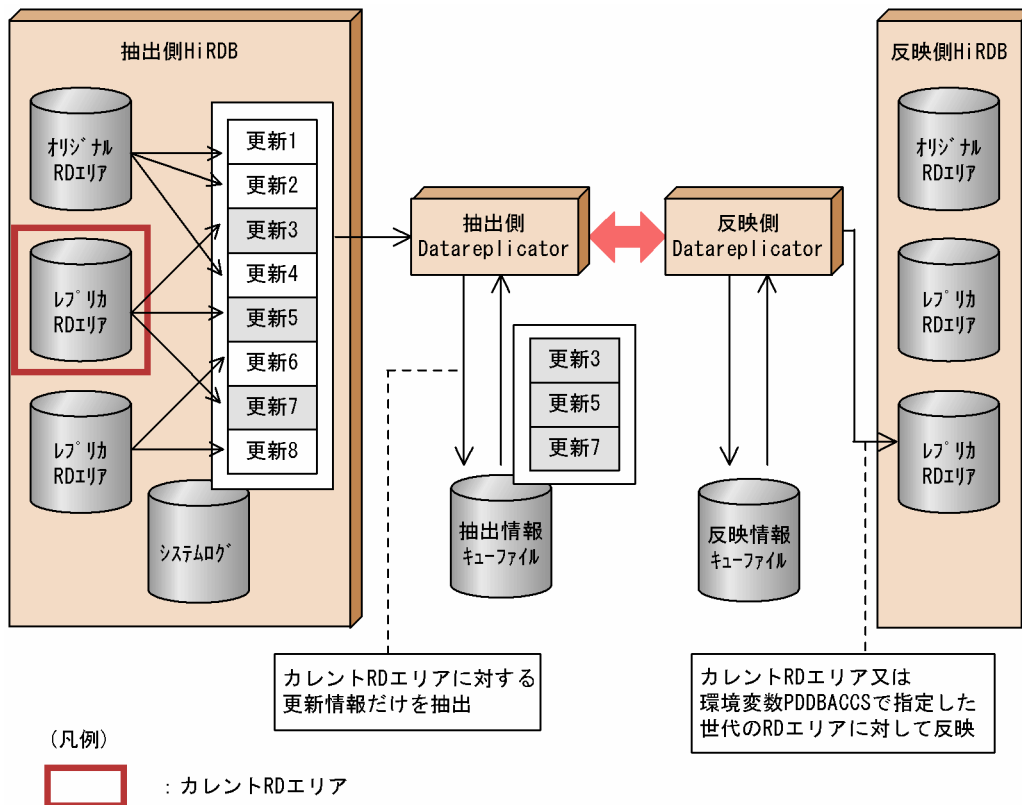 抽出側HiRDB
オリジナル
RDエリア
レプリカ
RDエリア
レプリカ
RDエリア
システムログ
更新1
更新2
更新3
更新4
更新5
更新6
更新7
更新8
抽出側
Datareplicator
反映側
Datareplicator
更新3
更新5
更新7
抽出情報
キューファイル
反映情報
キューファイル
反映側HiRDB
オリジナル
RDエリア
レプリカ
RDエリア
レプリカ
RDエリア
カレントRDエリアに対する
更新情報だけを抽出
カレントRDエリア又は
環境変数PDDBACCSで指定した
世代のRDエリアに対して反映
(凡例)
：カレントRDエリア